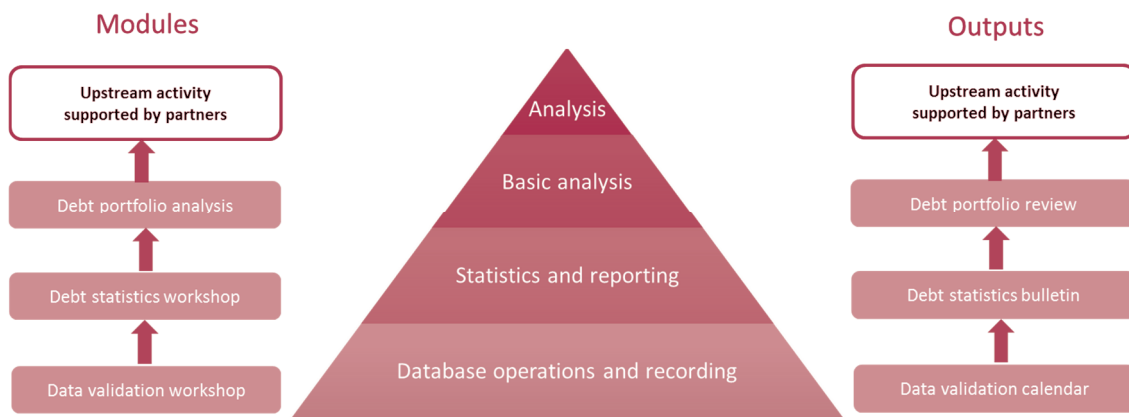 Modules
Upstream activity
supported by partners
Debt portfolio analysis
Debt statistics workshop
Data validation workshop
Analysis
Basic analysis
Statistics and reporting
Database operations and recording
Outputs
Upstream activity
supported by partners
Debt portfolio review
Debt statistics bulletin
Data validation calendar